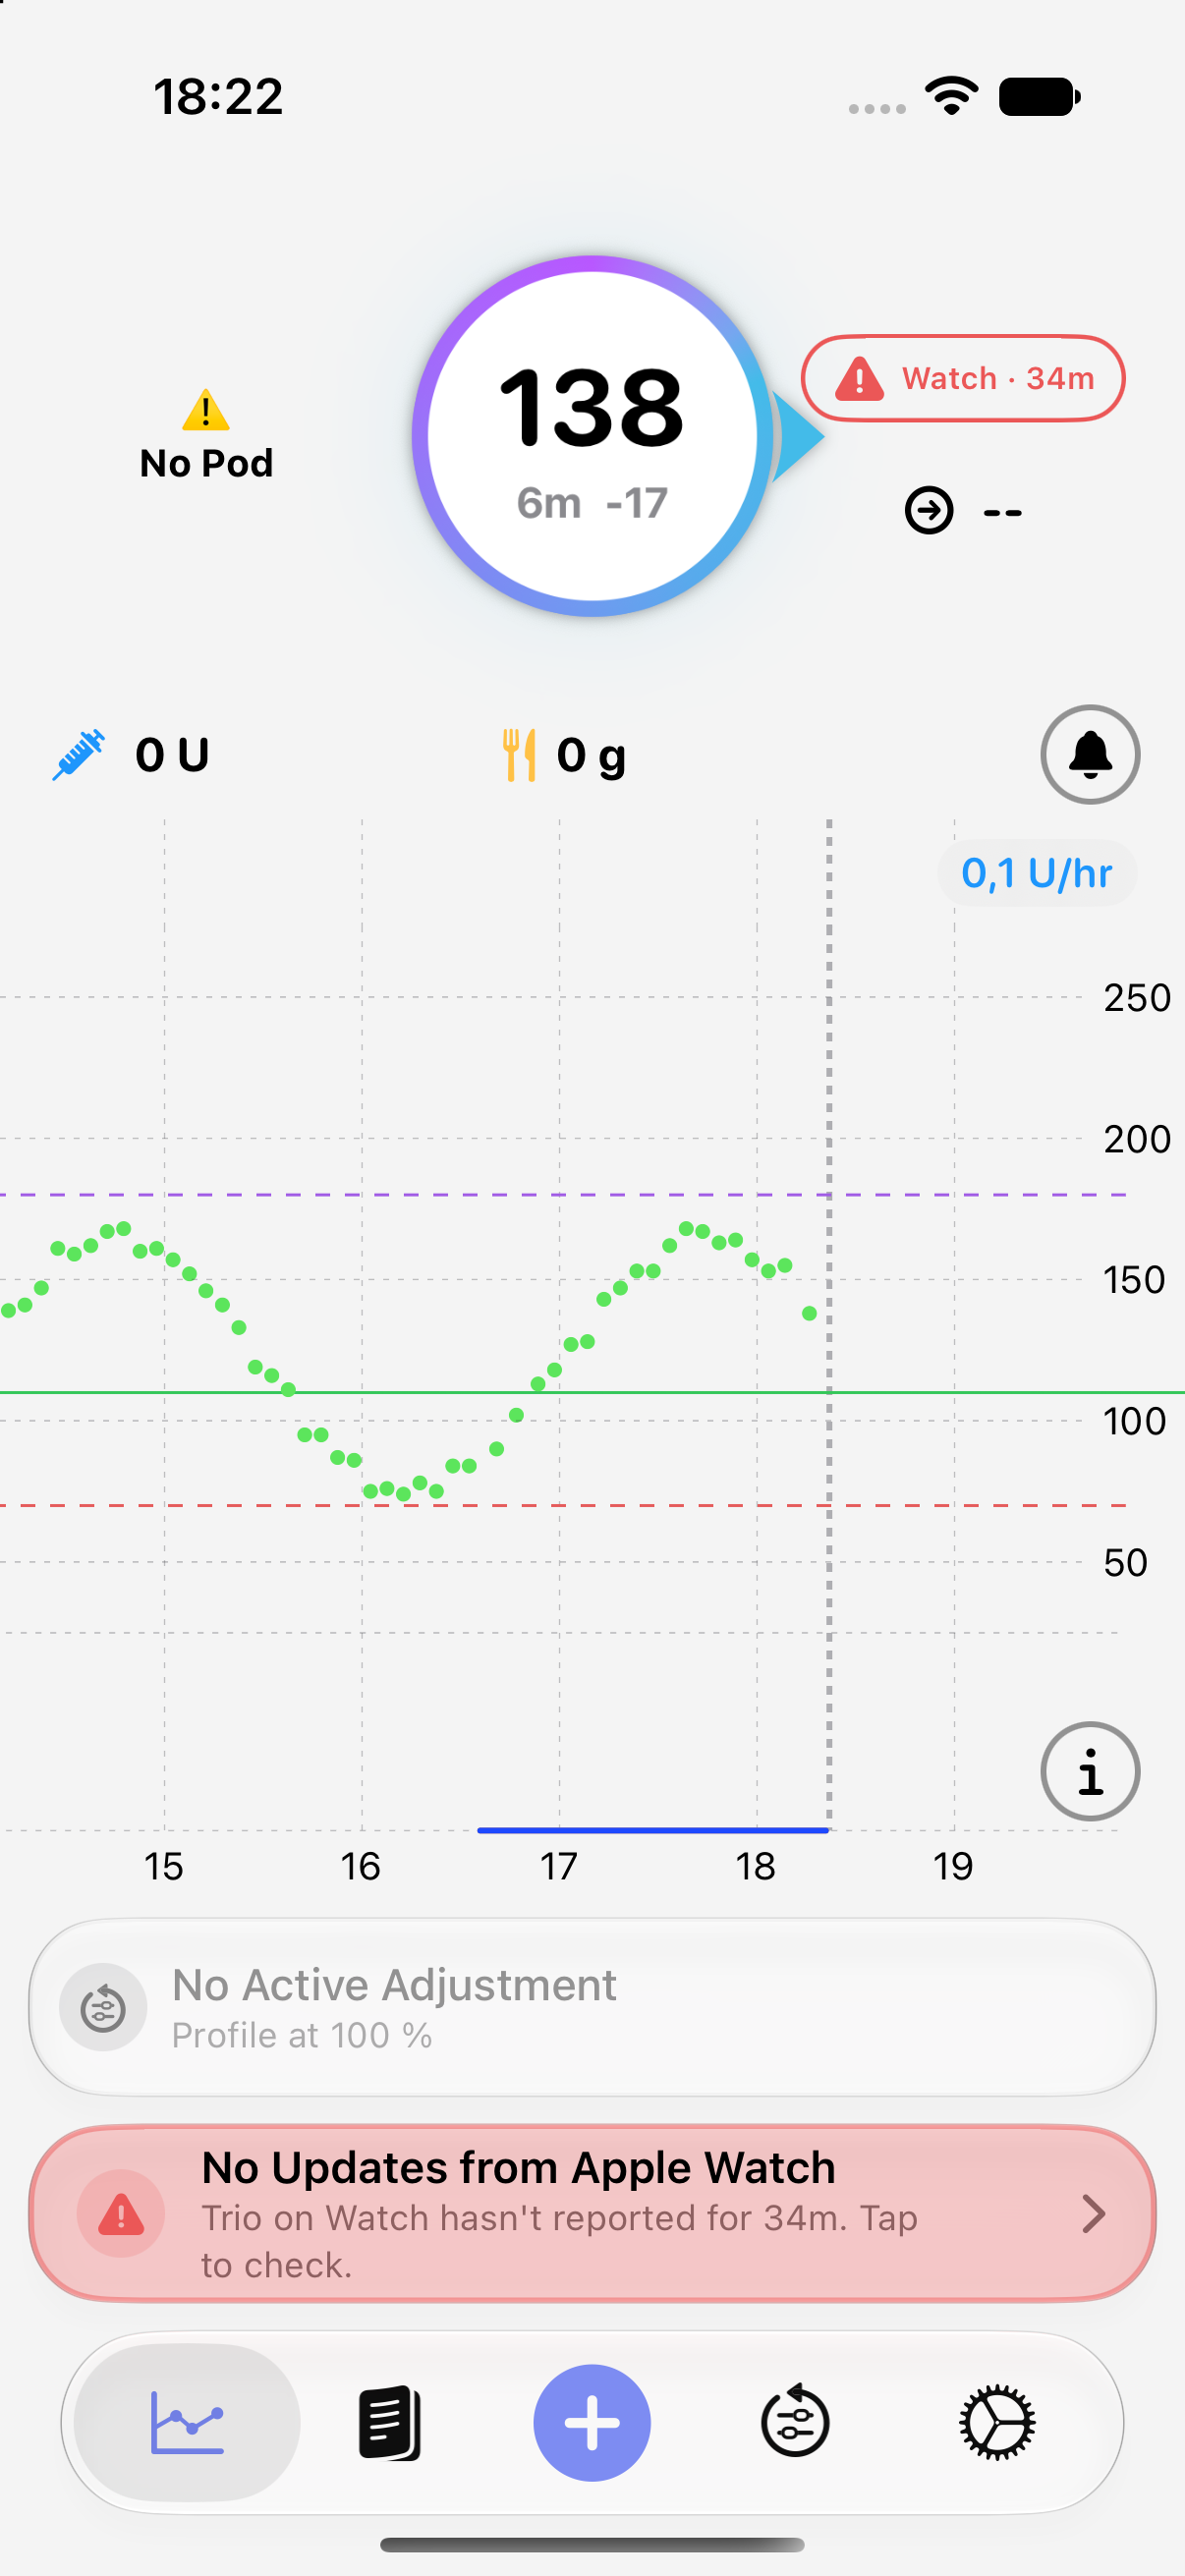 18:22
Watch · 34m
No Pod
138
6m -17
--
0 U
0 g
0,1 U/hr
250
200
150
100
50
15
16
17
18
19
No Active Adjustment
Profile at 100 %
No Updates from Apple Watch
Trio on Watch hasn't reported for 34m. Tap
to check.